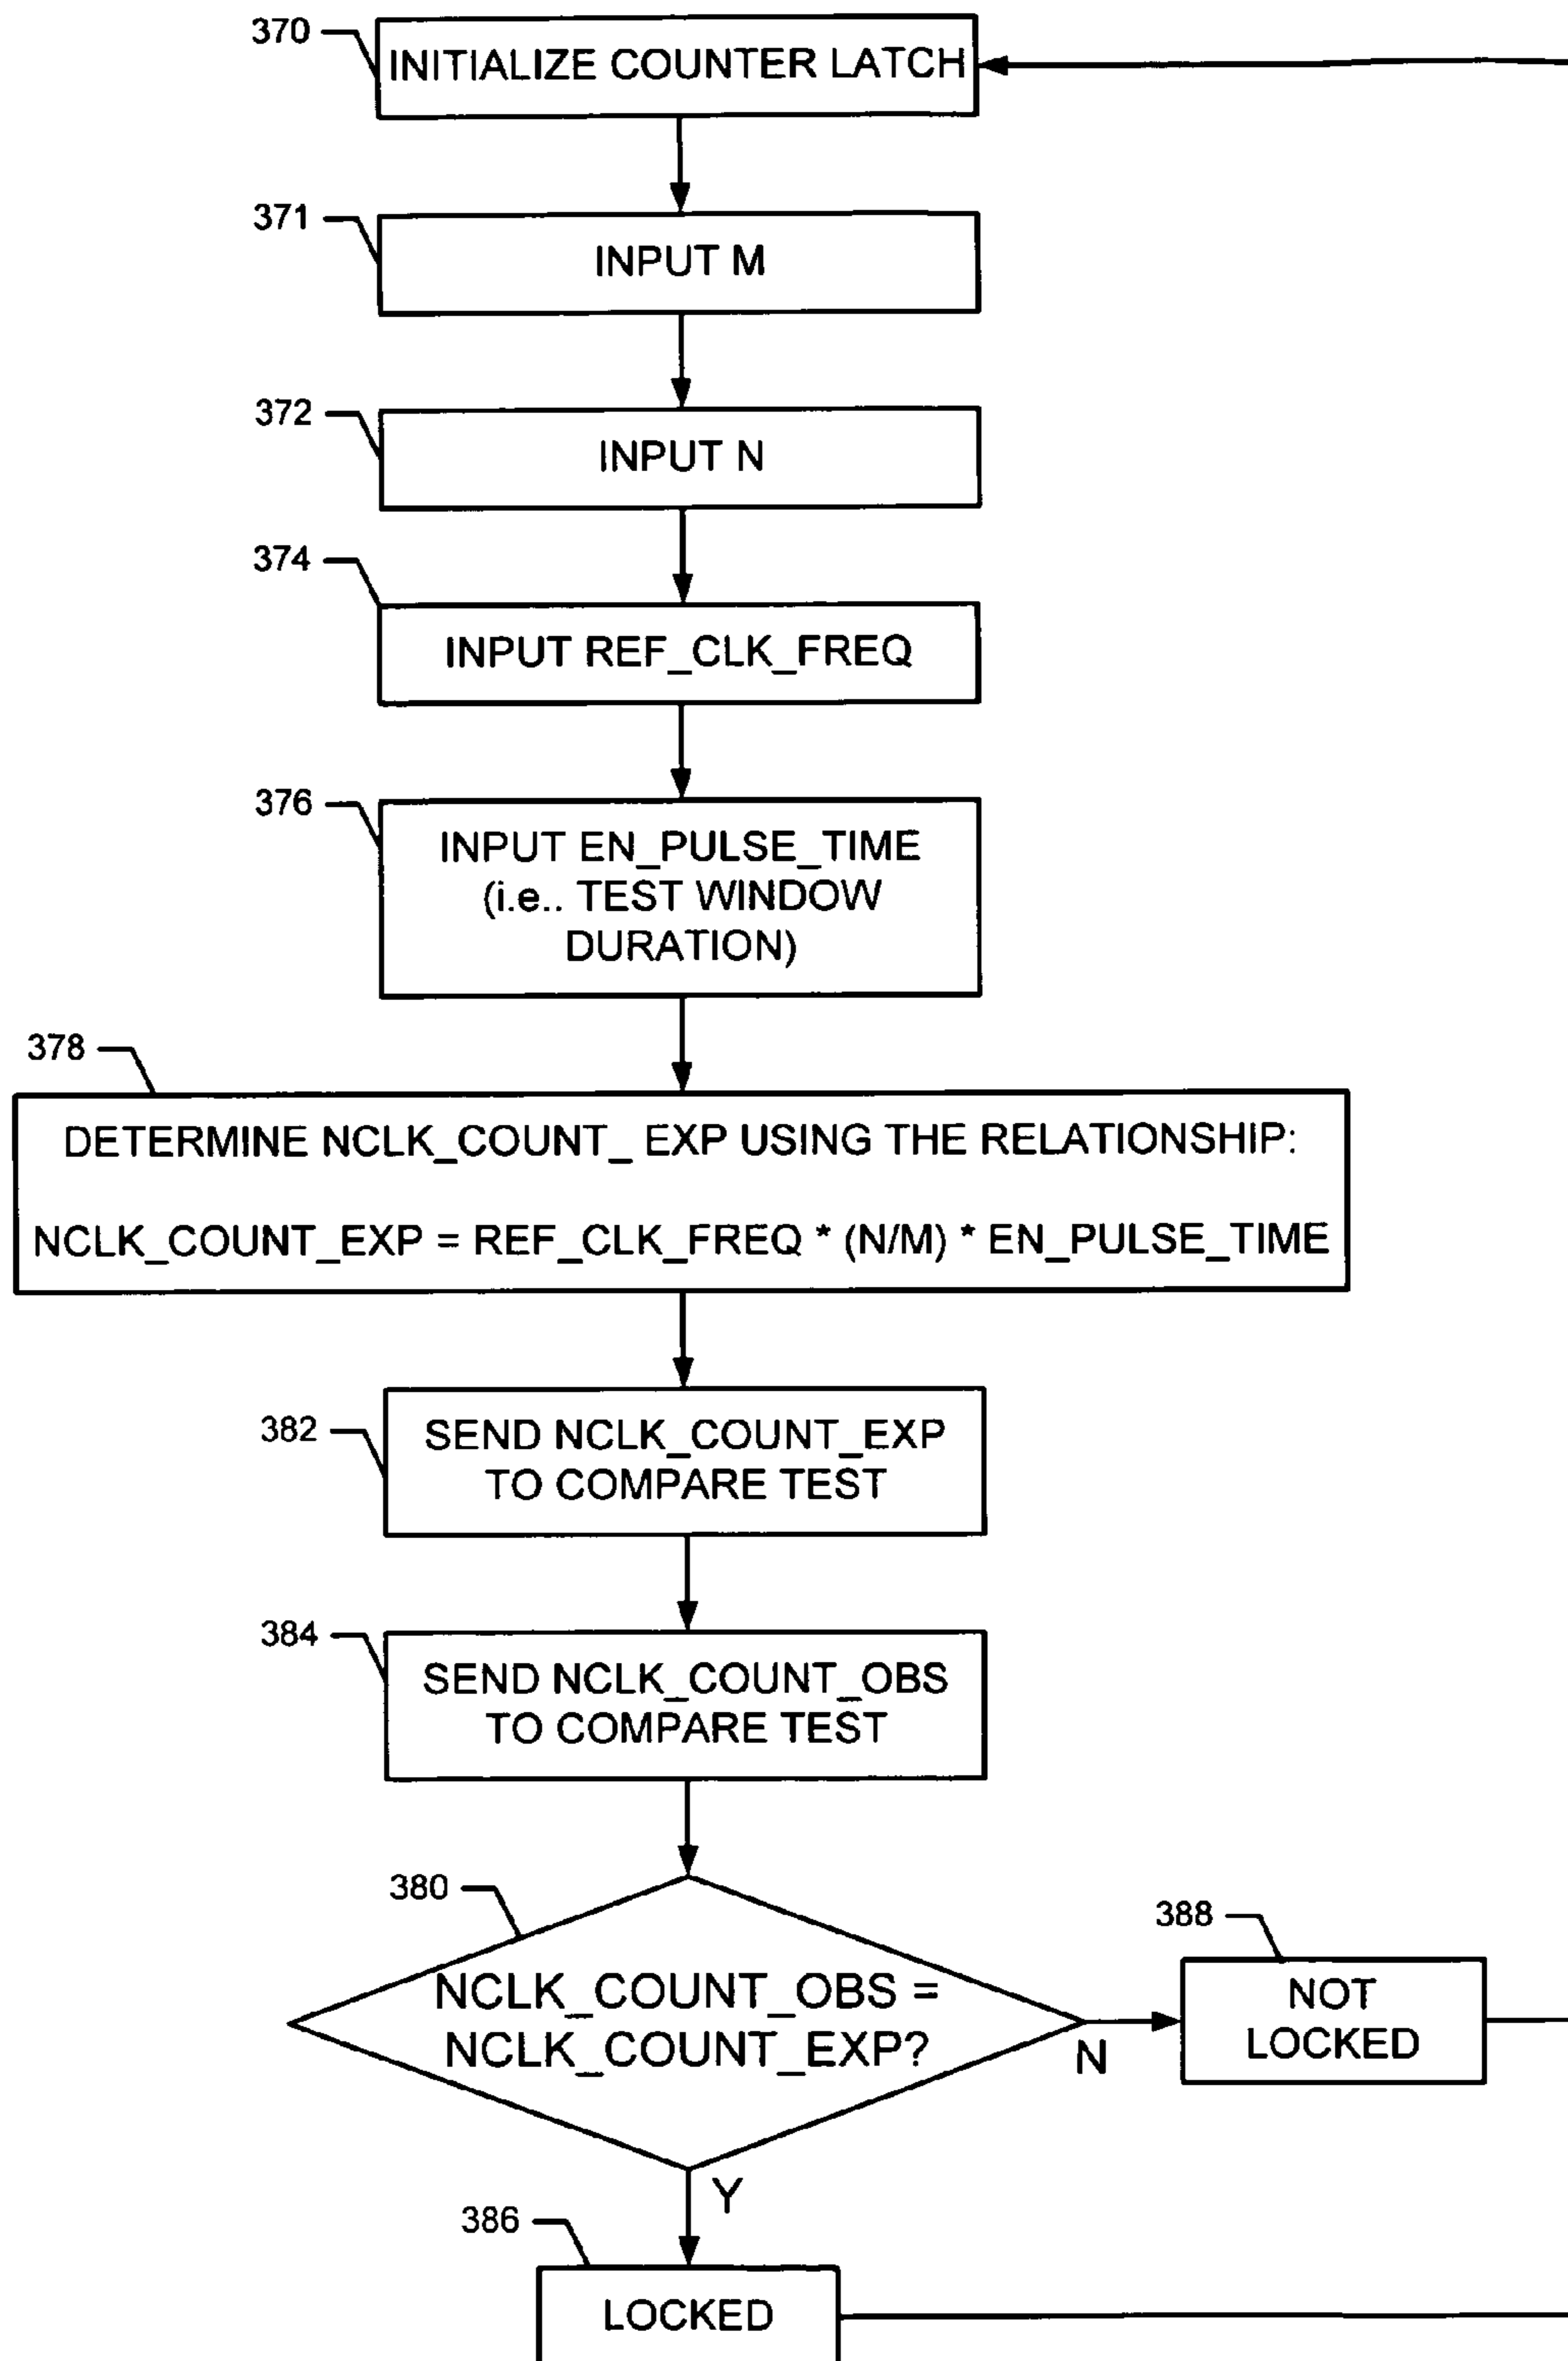 370
INITIALIZE COUNTER LATCH
371
INPUT M
372
INPUT N
374
INPUT REF_CLK_FREQ
376
INPUT EN_PULSE_TIME
(i.e.. TEST WINDOW
DURATION)
378
DETERMINE NCLK_COUNT_ EXP USING THE RELATIONSHIP:
NCLK_COUNT_EXP = REF_CLK_FREQ * (N/M) * EN_PULSE_TIME
382
SEND NCLK_COUNT_EXP
TO COMPARE TEST
384
SEND NCLK_COUNT_OBS
TO COMPARE TEST
380
NCLK_COUNT_OBS =
NCLK_COUNT_EXP?
N
388
NOT
LOCKED
Y
386
LOCKED